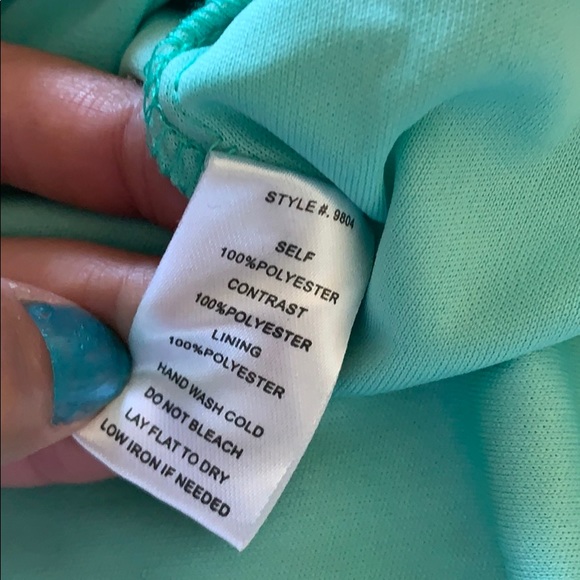 STYLE #. 9804
SELF
100%POLYESTER
CONTRAST
100%POLYESTER
LINING
100%POLYESTER
HAND WASH COLD
DO NOT BLEACH
LAY FLAT TO DRY
LOW IRON IF NEEDED